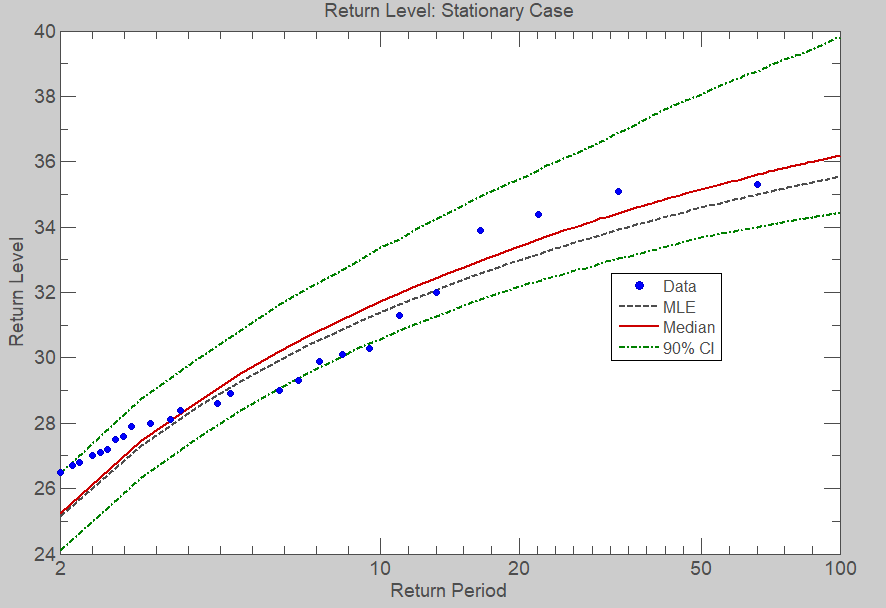 Return Level: Stationary Case
40
38
36
34
32
30
28
26
24
Return Level
Data
MLE
Median
90% CI
2 10 20 50 100
Return Period